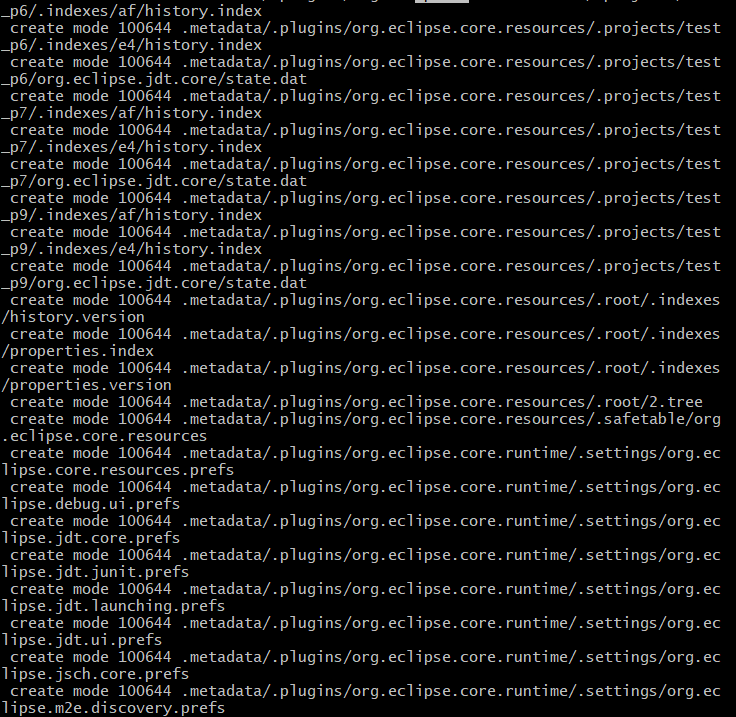 _p6/.indexes/af/history.index
create mode 100644 .metadata/.plugins/org.eclipse.core.resources/.projects/test
_p6/.indexes/e4/history.index
create mode 100644 .metadata/.plugins/org.eclipse.core.resources/.projects/test
_p6/org.eclipse.jdt.core/state.dat
create mode 100644 .metadata/.plugins/org.eclipse.core.resources/.projects/test
_p7/.indexes/af/history.index
create mode 100644 .metadata/.plugins/org.eclipse.core.resources/.projects/test
_p7/.indexes/e4/history.index
create mode 100644 .metadata/.plugins/org.eclipse.core.resources/.projects/test
_p7/org.eclipse.jdt.core/state.dat
create mode 100644 .metadata/.plugins/org.eclipse.core.resources/.projects/test
_p9/.indexes/af/history.index
create mode 100644 .metadata/.plugins/org.eclipse.core.resources/.projects/test
_p9/.indexes/e4/history.index
create mode 100644 .metadata/.plugins/org.eclipse.core.resources/.projects/test
_p9/org.eclipse.jdt.core/state.dat
create mode 100644 .metadata/.plugins/org.eclipse.core.resources/.root/.indexes
/history.version
create mode 100644 .metadata/.plugins/org.eclipse.core.resources/.root/.indexes
/properties.index
create mode 100644 .metadata/.plugins/org.eclipse.core.resources/.root/.indexes
/properties.version
create mode 100644 .metadata/.plugins/org.eclipse.core.resources/.root/2.tree
create mode 100644 .metadata/.plugins/org.eclipse.core.resources/.safetable/org
.eclipse.core.resources
create mode 100644 .metadata/.plugins/org.eclipse.core.runtime/.settings/org.ec
lipse.core.resources.prefs
create mode 100644 .metadata/.plugins/org.eclipse.core.runtime/.settings/org.ec
lipse.debug.ui.prefs
create mode 100644 .metadata/.plugins/org.eclipse.core.runtime/.settings/org.ec
lipse.jdt.core.prefs
create mode 100644 .metadata/.plugins/org.eclipse.core.runtime/.settings/org.ec
lipse.jdt.junit.prefs
create mode 100644 .metadata/.plugins/org.eclipse.core.runtime/.settings/org.ec
lipse.jdt.launching.prefs
create mode 100644 .metadata/.plugins/org.eclipse.core.runtime/.settings/org.ec
lipse.jdt.ui.prefs
create mode 100644 .metadata/.plugins/org.eclipse.core.runtime/.settings/org.ec
lipse.jsch.core.prefs
create mode 100644 .metadata/.plugins/org.eclipse.core.runtime/.settings/org.ec
lipse.m2e.discovery.prefs